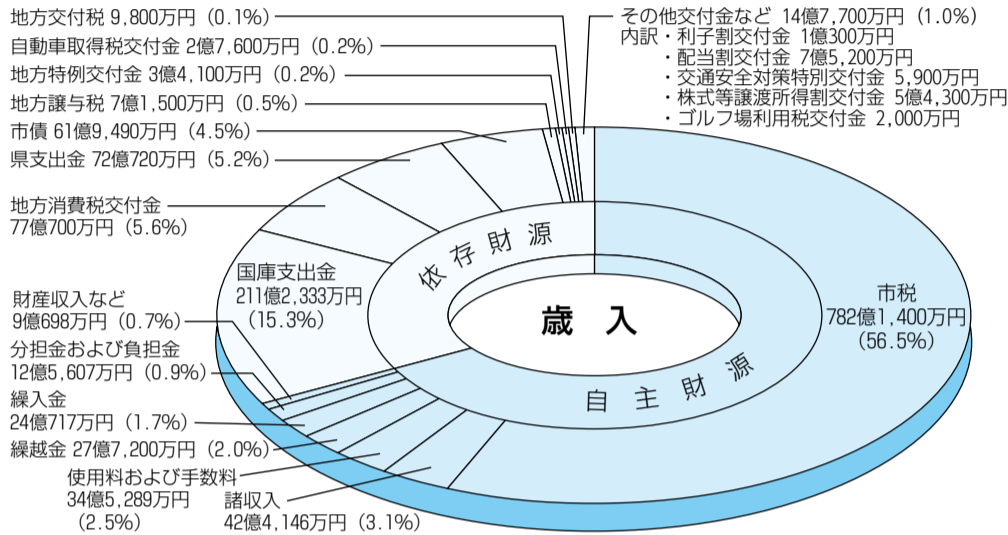 地方交付税 9,800万円（0.1%）
自動車取得税交付金 2億7,600万円（0.2%）
地方特例交付金 3億4,100万円（0.2%）
地方譲与税 7億1,500万円（0.5%）
市債 61億9,490万円（4.5%）
県支出金 72億720万円（5.2%）
地方消費税交付金
77億700万円（5.6%）
国庫支出金
211億2,333万円
（15.3%）
財産収入など
9億698万円（0.7%）
分担金および負担金
12億5,607万円（0.9%）
繰入金
24億717万円（1.7%）
繰越金 27億7,200万円（2.0%）
使用料および手数料
34億5,289万円
（2.5%）
諸収入
42億4,146万円（3.1%）
その他交付金など 14億7,700万円（1.0%）
内訳・利子割交付金 1億300万円
・配当割交付金 7億5,200万円
・交通安全対策特別交付金 5,900万円
・株式等譲渡所得割交付金 5億4,300万円
・ゴルフ場利用税交付金 2,000万円
市税
782億1,400万円
（56.5%）
依存財源
歳入
自主財源